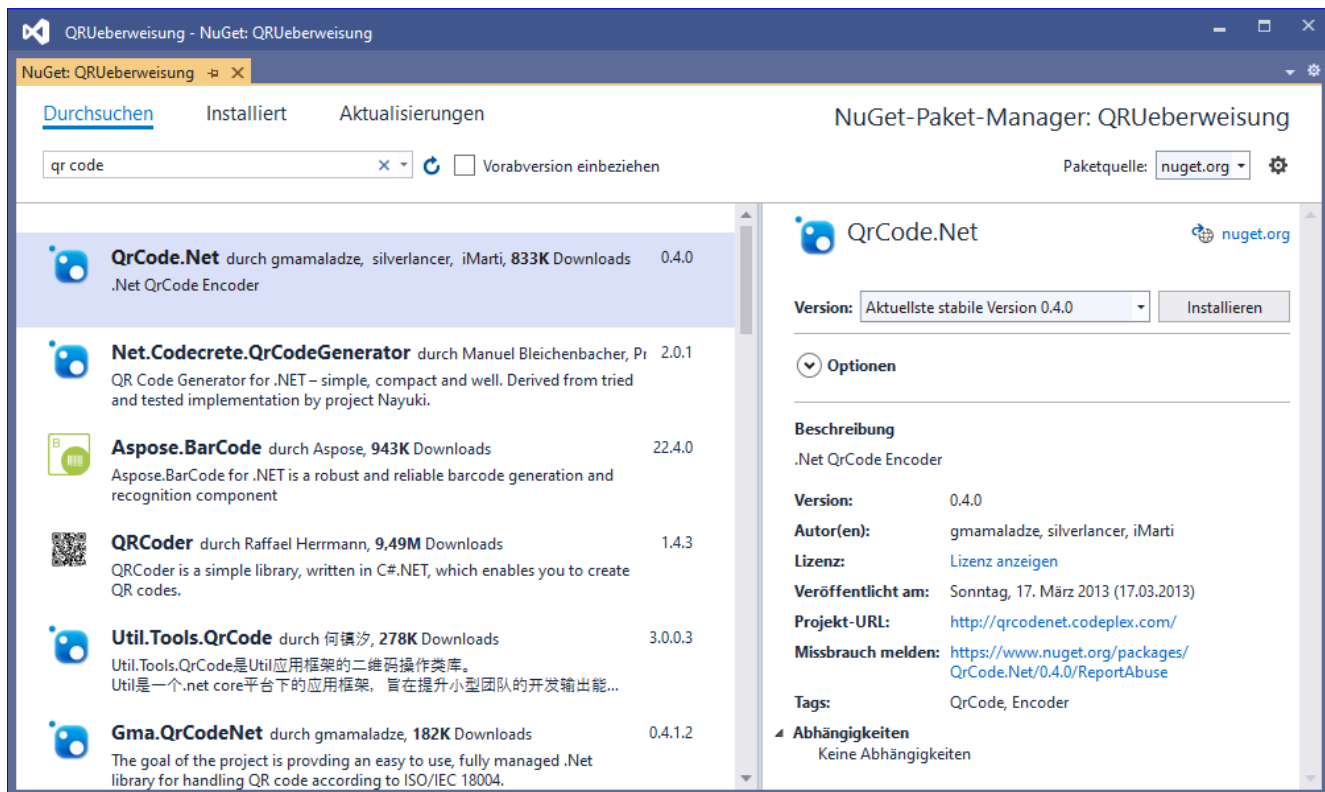 QRUeberweisung - NuGet: QRUeberweisung
NuGet: QRUeberweisung
Durchsuchen Installiert Aktualisierungen
NuGet-Paket-Manager: QRUeberweisung
qr code
Vorabversion einbeziehen
Paketquelle: nuget.org
QrCode.Net durch gmamaladze, silverlancer, iMarti, 833K Downloads 0.4.0
.Net QrCode Encoder
Net.Codecrete.QrCodeGenerator durch Manuel Bleichenbacher, Pr 2.0.1
QR Code Generator for .NET – simple, compact and well. Derived from tried
and tested implementation by project Nayuki.
B
Aspose.BarCode durch Aspose, 943K Downloads 22.4.0
Aspose.BarCode for .NET is a robust and reliable barcode generation and
recognition component
QRCoder durch Raffael Herrmann, 9,49M Downloads 1.4.3
QRCoder is a simple library, written in C#.NET, which enables you to create
QR codes.
Util.Tools.QrCode durch 何镇汐, 278K Downloads 3.0.0.3
Util.Tools.QrCode是Util应用框架的二维码操作类库。
Util是一个.net core平台下的应用框架，旨在提升小型团队的开发输出能...
Gma.QrCodeNet durch gmamaladze, 182K Downloads 0.4.1.2
The goal of the project is provding an easy to use, fully managed .Net
library for handling QR code according to ISO/IEC 18004.
QrCode.Net
nuget.org
Version: Aktuellste stabile Version 0.4.0 Installieren
Optionen
Beschreibung
.Net QrCode Encoder
Version: 0.4.0
Autor(en): gmamaladze, silverlancer, iMarti
Lizenz: Lizenz anzeigen
Veröffentlicht am: Sonntag, 17. März 2013 (17.03.2013)
Projekt-URL: http://qrcodenet.codeplex.com/
Missbrauch melden: https://www.nuget.org/packages/
QrCode.Net/0.4.0/ReportAbuse
Tags: QrCode, Encoder
Abhängigkeiten
Keine Abhängigkeiten